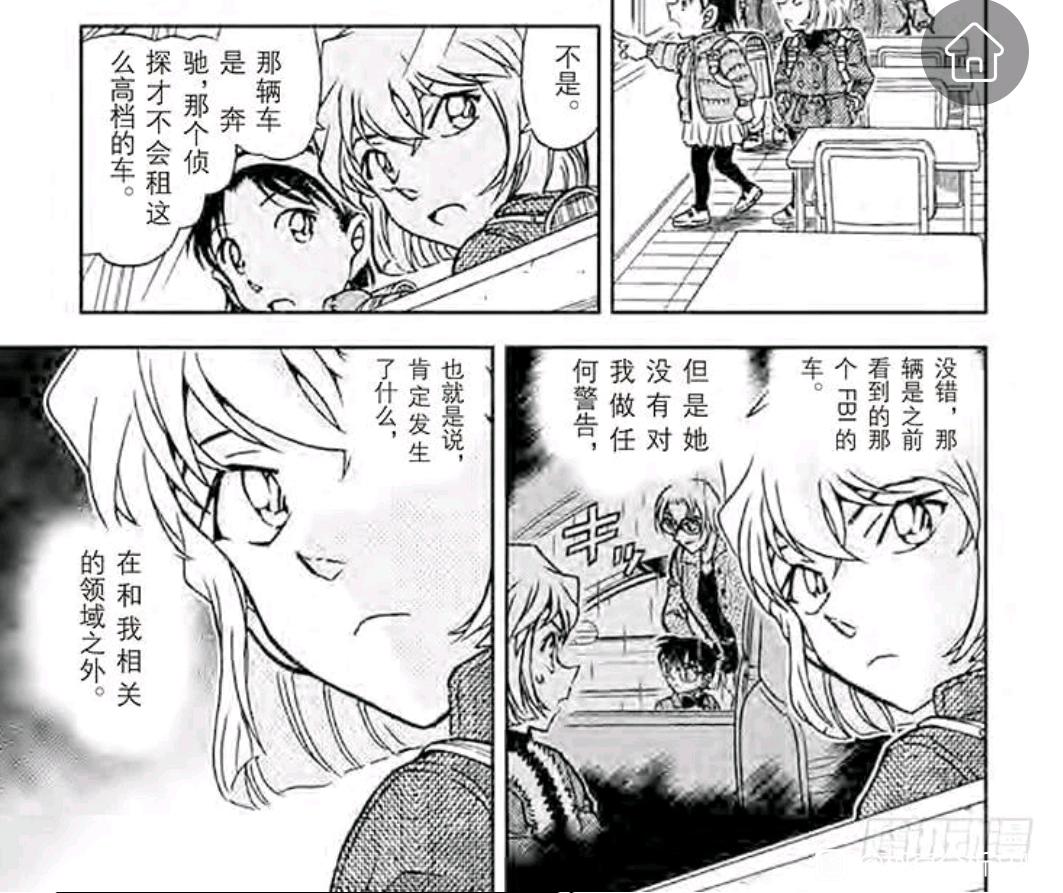 不是。
那辆车
是 奔
驰,那个侦
探才不会租这
么高档的车。
没错，那
辆是之前
看到的那
个 FBI 的
车。
但是她
没有对
我做任
何警告，
キキッ
也就是说，
肯定发生
了什么，
在和我相关
的领域之外。